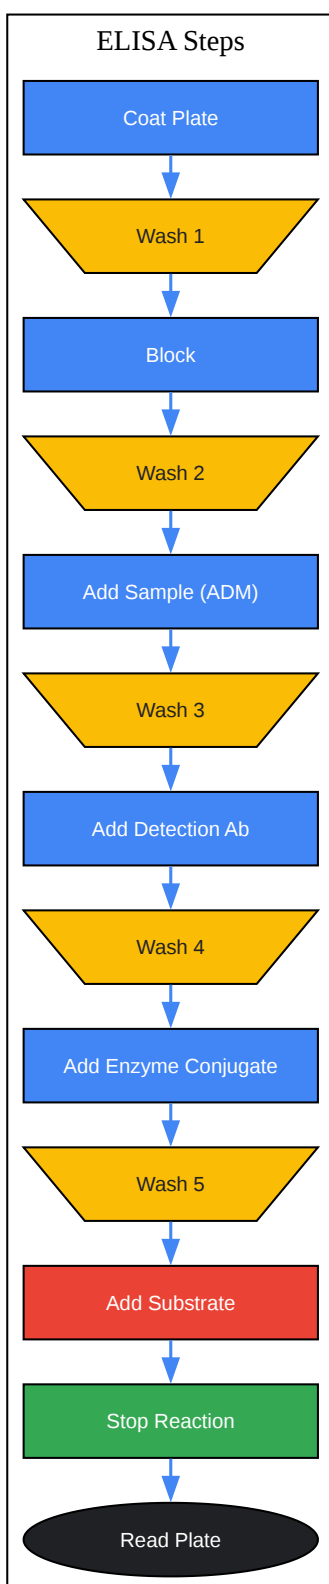 ELISA Steps
Coat Plate
Wash 1
Block
Wash 2
Add Sample (ADM)
Wash 3
Add Detection Ab
Wash 4
Add Enzyme Conjugate
Wash 5
Add Substrate
Stop Reaction
Read Plate